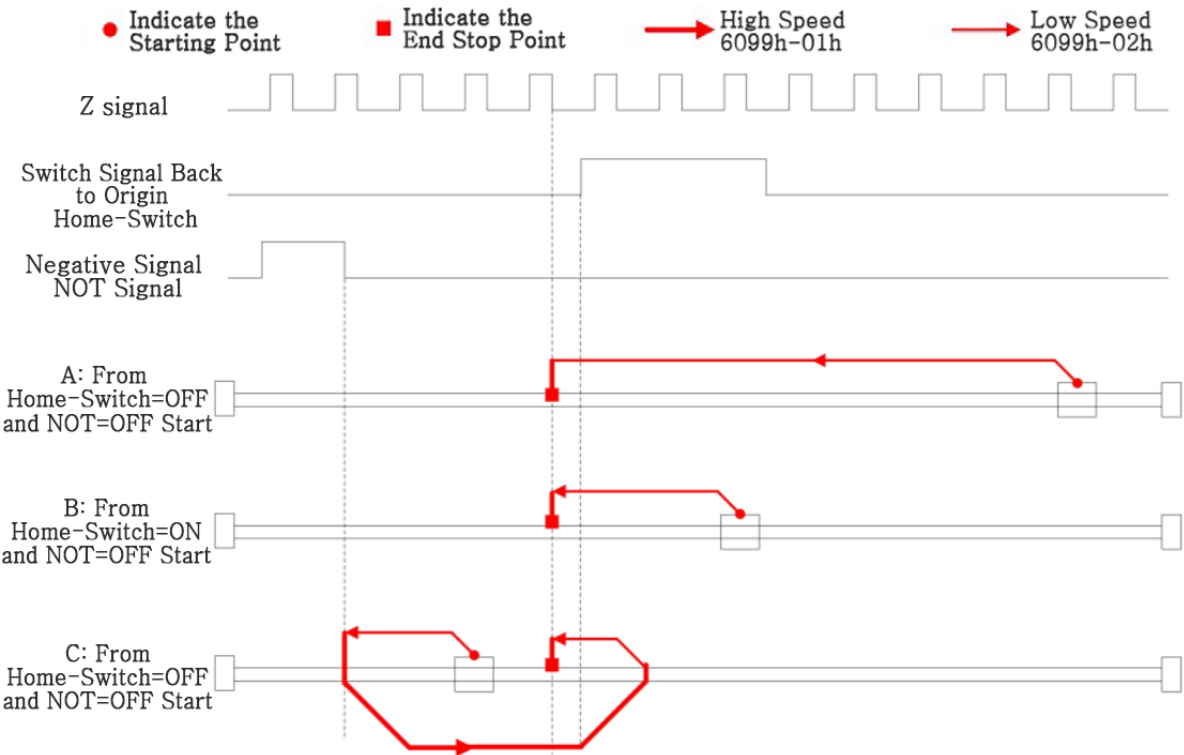 Indicate the
Starting Point
Indicate the
End Stop Point
High Speed
6099h-01h
Low Speed
6099h-02h
Z signal
Switch Signal Back
to Origin
Home-Switch
Negative Signal
NOT Signal
A: From
Home-Switch=OFF
and NOT=OFF Start
B: From
Home-Switch=ON
and NOT=OFF Start
C: From
Home-Switch=OFF
and NOT=OFF Start